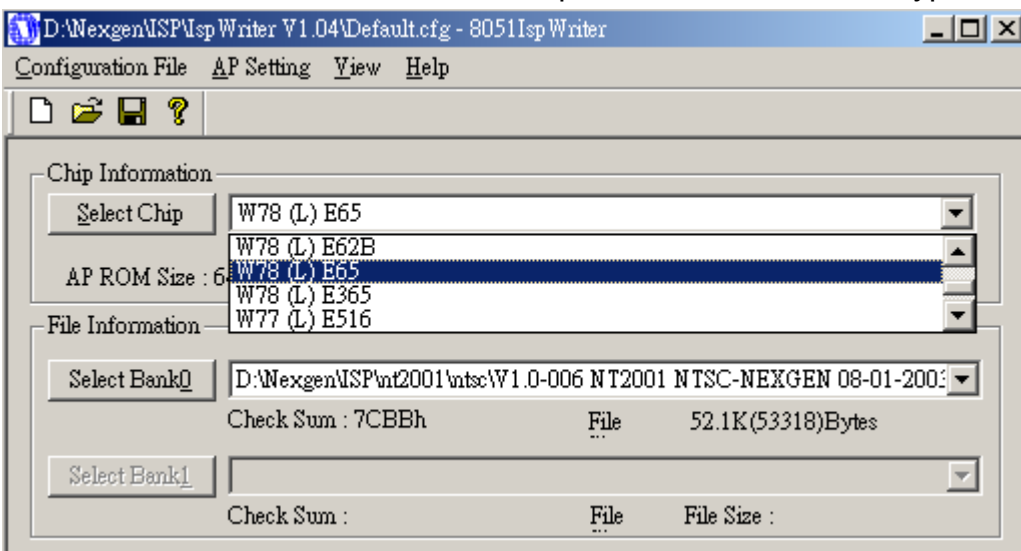 D:\Nexgen\ISP\Isp Writer V1.04\Default.cfg - 8051IspWriter
Configuration File AP Setting View Help
Chip Information
Select Chip W78 (L) E65
W78 (L) E62B
AP ROM Size : 6 W78 (L) E65
W78 (L) E365
File Information W77 (L) E516
Select Bank0 D:\Nexgen\ISP\nt2001\ntsc\V1.0-006 NT2001 NTSC-NEXGEN 08-01-2003
Check Sum : 7CBBh File 52.1K(53318)Bytes
Select Bank1
Check Sum : File File Size :